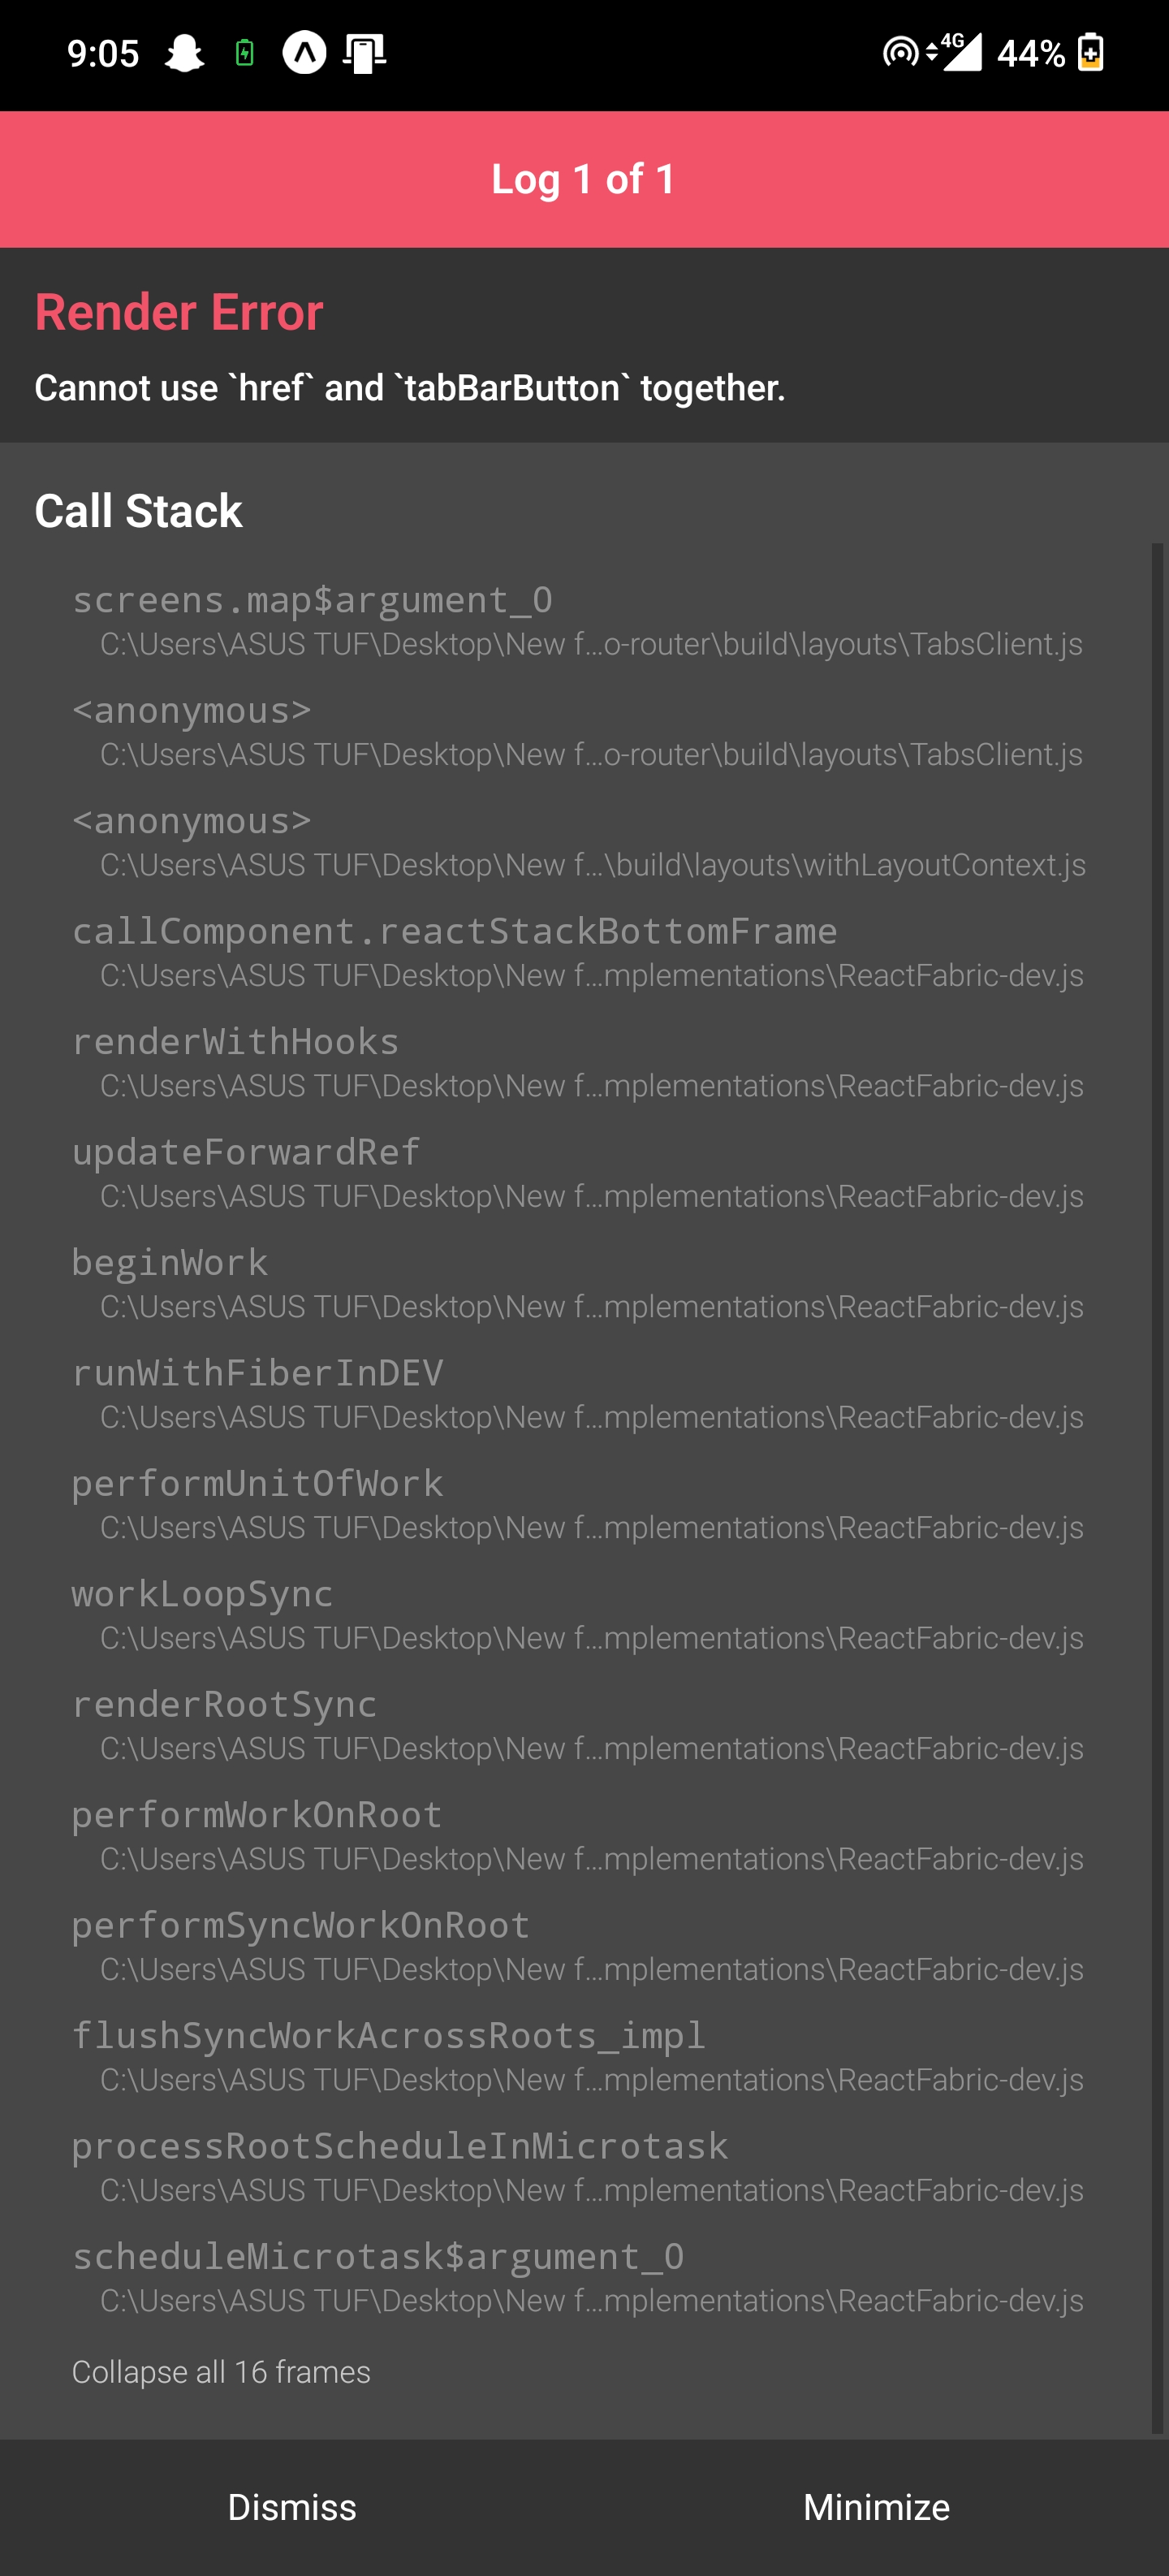 9:05
4G
44%
Log 1 of 1
Render Error
Cannot use `href` and `tabBarButton` together.
Call Stack
screens.map$argument_0
C:\Users\ASUS TUF\Desktop\New f...o-router\build\layouts\TabsClient.js
<anonymous>
C:\Users\ASUS TUF\Desktop\New f...o-router\build\layouts\TabsClient.js
<anonymous>
C:\Users\ASUS TUF\Desktop\New f...\build\layouts\withLayoutContext.js
callComponent.reactStackBottomFrame
C:\Users\ASUS TUF\Desktop\New f...mplementations\ReactFabric-dev.js
renderWithHooks
C:\Users\ASUS TUF\Desktop\New f...mplementations\ReactFabric-dev.js
updateForwardRef
C:\Users\ASUS TUF\Desktop\New f...mplementations\ReactFabric-dev.js
beginWork
C:\Users\ASUS TUF\Desktop\New f...mplementations\ReactFabric-dev.js
runWithFiberInDEV
C:\Users\ASUS TUF\Desktop\New f...mplementations\ReactFabric-dev.js
performUnitOfWork
C:\Users\ASUS TUF\Desktop\New f...mplementations\ReactFabric-dev.js
workLoopSync
C:\Users\ASUS TUF\Desktop\New f...mplementations\ReactFabric-dev.js
renderRootSync
C:\Users\ASUS TUF\Desktop\New f...mplementations\ReactFabric-dev.js
performWorkOnRoot
C:\Users\ASUS TUF\Desktop\New f...mplementations\ReactFabric-dev.js
performSyncWorkOnRoot
C:\Users\ASUS TUF\Desktop\New f...mplementations\ReactFabric-dev.js
flushSyncWorkAcrossRoots_impl
C:\Users\ASUS TUF\Desktop\New f...mplementations\ReactFabric-dev.js
processRootScheduleInMicrotask
C:\Users\ASUS TUF\Desktop\New f...mplementations\ReactFabric-dev.js
scheduleMicrotask$argument_0
C:\Users\ASUS TUF\Desktop\New f...mplementations\ReactFabric-dev.js
Collapse all 16 frames
Dismiss
Minimize